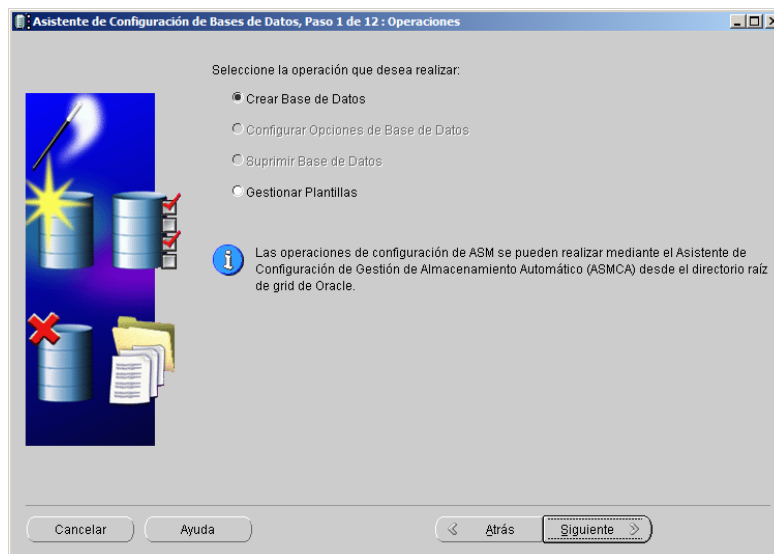 Asistente de Configuración de Bases de Datos, Paso 1 de 12 : Operaciones
Seleccione la operación que desea realizar:
Crear Base de Datos
Configurar Opciones de Base de Datos
Suprimir Base de Datos
Gestionar Plantillas
Las operaciones de configuración de ASM se pueden realizar mediante el Asistente de
Configuración de Gestión de Almacenamiento Automático (ASMCA) desde el directorio raíz
de grid de Oracle.
Cancelar
Ayuda
Atrás
Siguiente